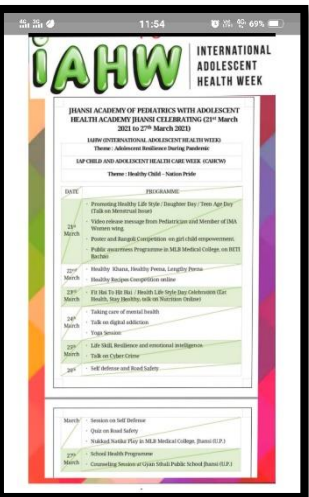 11:54
69%
iAHW
INTERNATIONAL
ADOLESCENT
HEALTH WEEK
JHANSI ACADEMY OF PEDIATRICS WITH ADOLESCENT
HEALTH ACADEMY JHANSI CELEBRATING (21st March
2021 to 27th March 2021)
IAHW (INTERNATIONAL ADOLESCENT HEALTH WEEK)
Theme : Adolescent Resilience During Pandemic
IAP CHILD AND ADOLESCENT HEALTH CARE WEEK (CAHCW)
Theme : Healthy Child - Nation Pride
DATE PROGRAMME
21st March
- Promoting Healthy Life Style / Daughter Day / Teen Age Day
(Talk on Menstrual Issue)
- Video release message from Pediatrician and Member of IMA
Women wing
- Poster and Rangoli Competition on girl child empowerment
- Public awareness Programme in MLB Medical College, on BETI
22nd March
- Healthy Khana, Healthy Peena, Lengthy Jeena
- Healthy Recipes Competition online
23rd March
- Fit Hai To Hit Hai / Health Life Style Day Celebration (Eat
Health, Stay Healthy, talk on Nutrition Online)
24th March
- Taking care of mental health
- Talk on digital addiction
- Yoga Session
25th March
- Life Skill, Resilience and emotional intelligence
- Talk on Cyber Crime
26th
- Self defense and Road Safety
March
- Session on Self Defense
- Quiz on Road Safety
- Nukkad Natika Play in MLB Medical College, Jhansi (U.P.)
27th March
- School Health Programme
- Counseling Session at Gyan Sthali Public School Jhansi (U.P.)